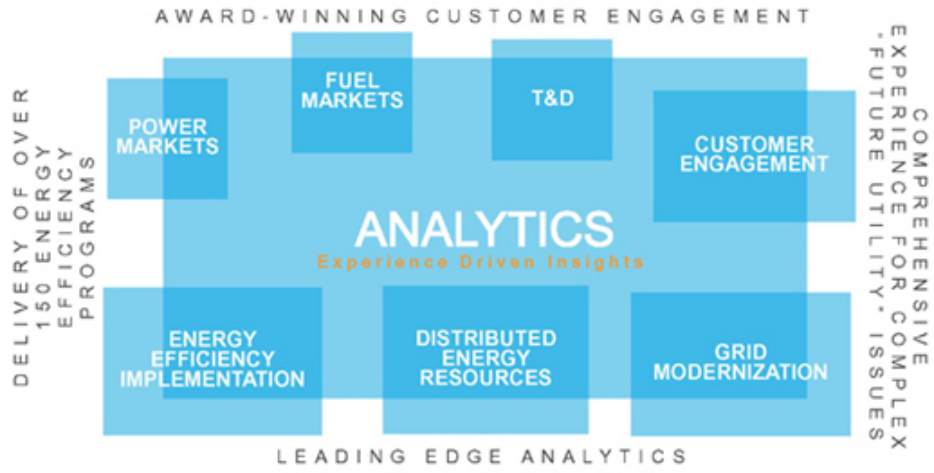 AWARD-WINNING CUSTOMER ENGAGEMENT
DELIVERY OF OVER
150 ENERGY
EFFICIENCY
PROGRAMS
FUEL
MARKETS
T&D
POWER
MARKETS
CUSTOMER
ENGAGEMENT
ANALYTICS
Experience Driven Insights
ENERGY
EFFICIENCY
IMPLEMENTATION
DISTRIBUTED
ENERGY
RESOURCES
GRID
MODERNIZATION
COMPREHENSIVE
EXPERIENCE FOR COMPLEX
"FUTURE UTILITY" ISSUES
LEADING EDGE ANALYTICS